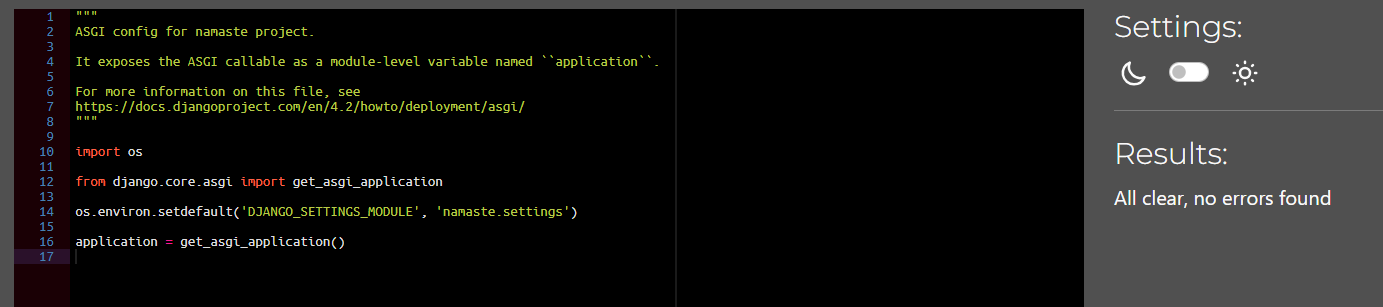 1 """
2 ASGI config for namaste project.
3
4 It exposes the ASGI callable as a module-level variable named ``application``.
5
6 For more information on this file, see
7 https://docs.djangoproject.com/en/4.2/howto/deployment/asgi/
8 """
9
10 import os
11
12 from django.core.asgi import get_asgi_application
13
14 os.environ.setdefault('DJANGO_SETTINGS_MODULE', 'namaste.settings')
15
16 application = get_asgi_application()
17
Settings:
Results:
All clear, no errors found